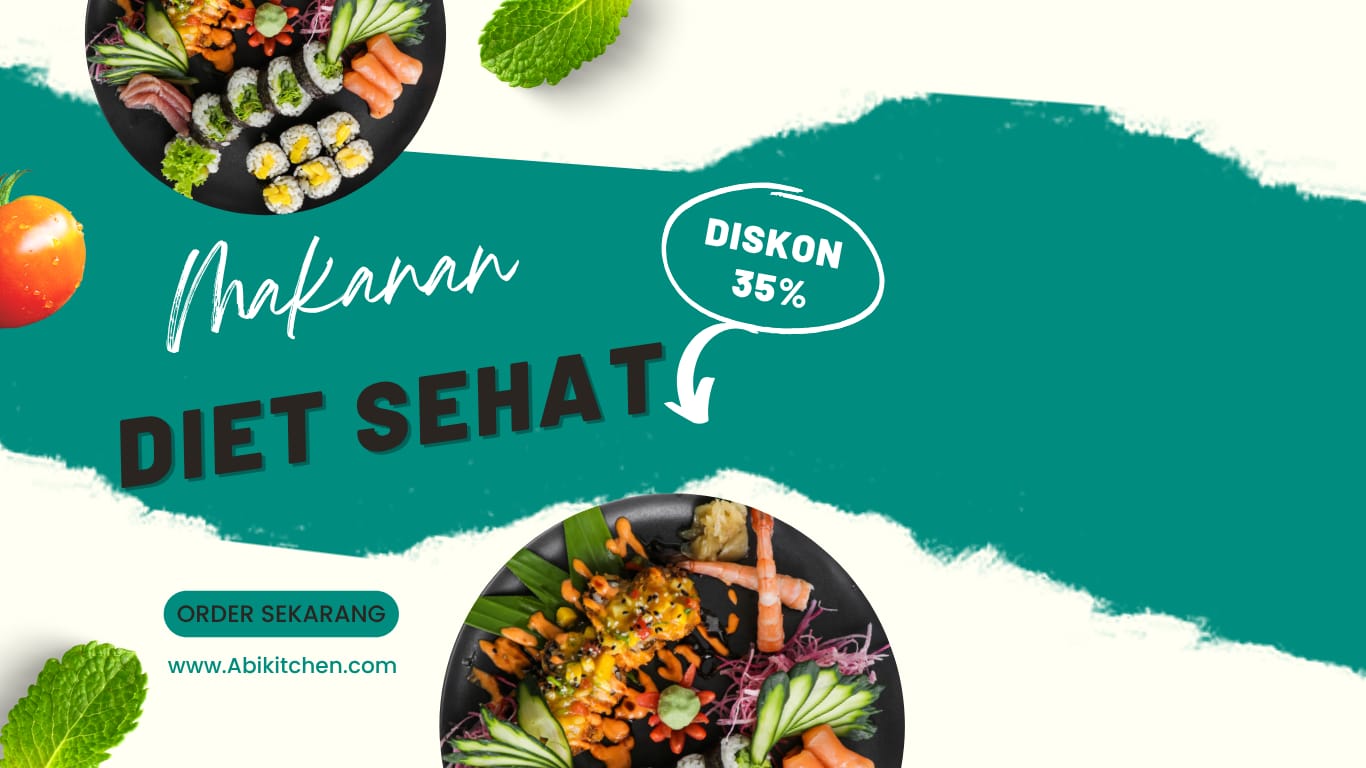 Makanan
DIET SEHAT
DISKON
35%
ORDER SEKARANG
www.Abikitchen.com